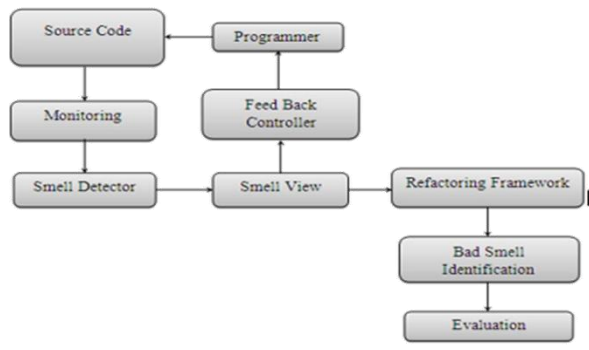 Source Code
Programmer
Monitoring
Feed Back
Controller
Smell Detector
Smell View
Refactoring Framework
Bad Smell
Identification
Evaluation